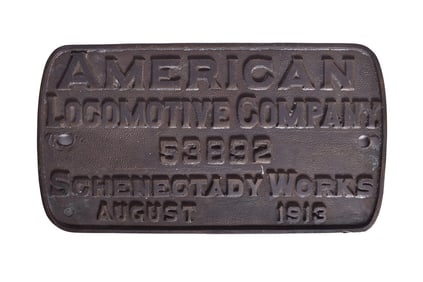 AMERICAN
LOCOMOTIVE COMPANY
53892
SCHENECTADY WORKS
AUGUST 1913